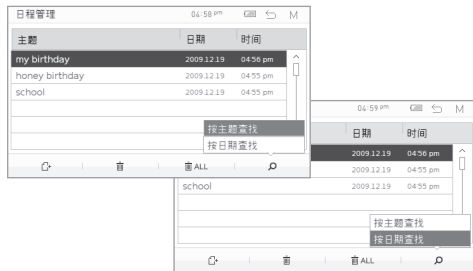 日程管理 04:58 pm M
主题 日期 时间
my birthday 2009.12.19 04:56 pm
honey birthday 2009.12.19 04:55 pm
school 2009.12.19 04:55 pm
按主题查找
按日期查找
ALL
04:59 pm M
日期 时间
2009.12.19 04:56 pm
2009.12.19 04:55 pm
school 2009.12.19 04:55 pm
按主题查找
按日期查找
ALL